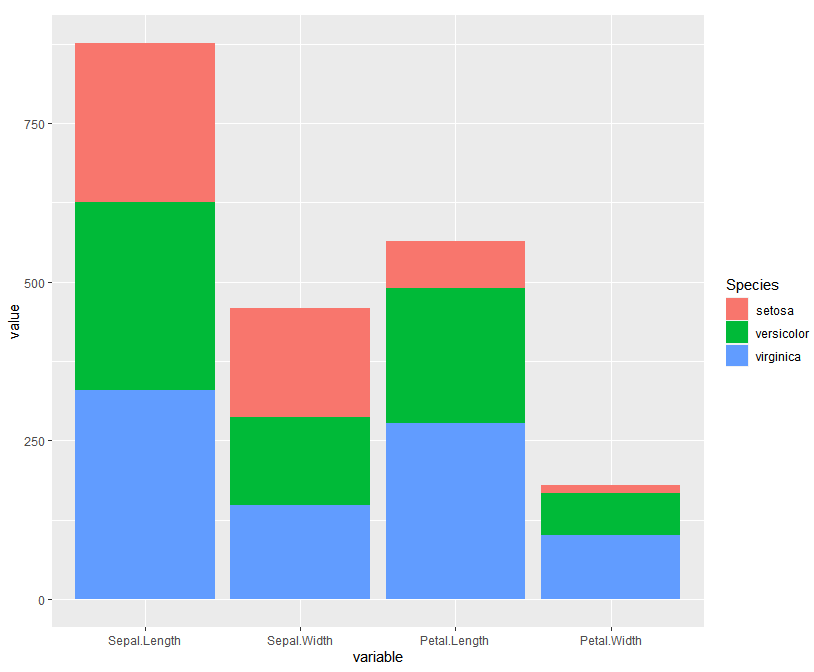 value
750
500
250
0
Sepal.Length
Sepal.Width
Petal.Length
Petal.Width
variable
Species
setosa
versicolor
virginica